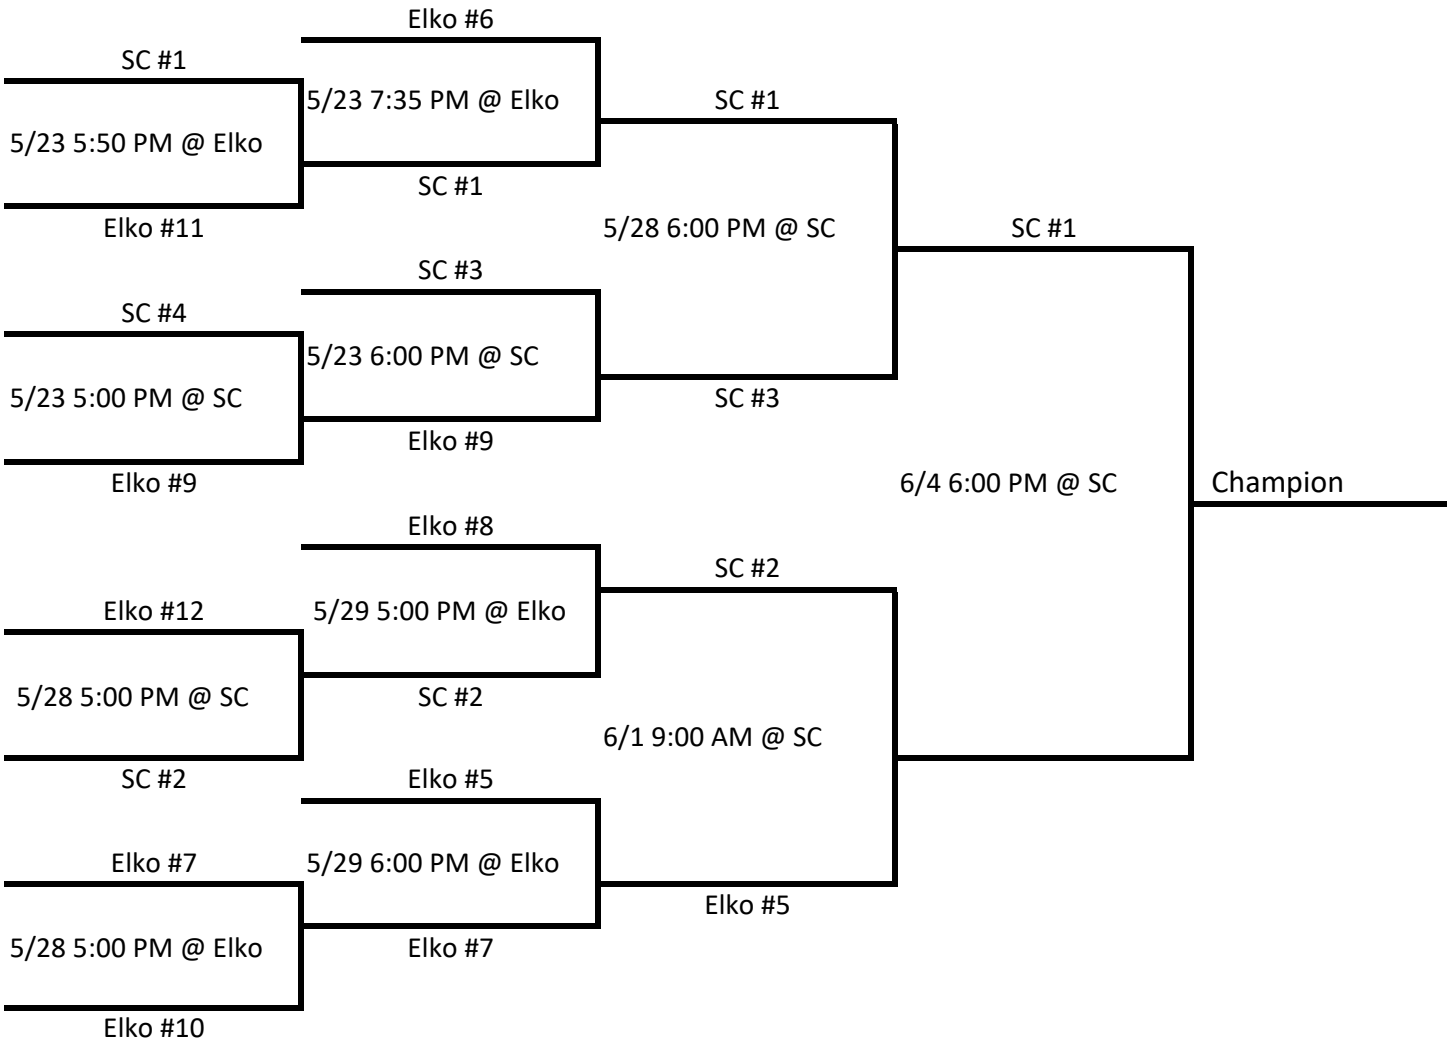 Elko #6
SC #1
5/23 7:35 PM @ Elko
SC #1
5/23 5:50 PM @ Elko
SC #1
Elko #11
5/28 6:00 PM @ SC
SC #1
SC #3
SC #4
5/23 6:00 PM @ SC
5/23 5:00 PM @ SC
SC #3
Elko #9
Elko #9
6/4 6:00 PM @ SC
Champion
Elko #8
SC #2
Elko #12
5/29 5:00 PM @ Elko
5/28 5:00 PM @ SC
SC #2
6/1 9:00 AM @ SC
SC #2
Elko #5
Elko #7
5/29 6:00 PM @ Elko
Elko #5
5/28 5:00 PM @ Elko
Elko #7
Elko #10